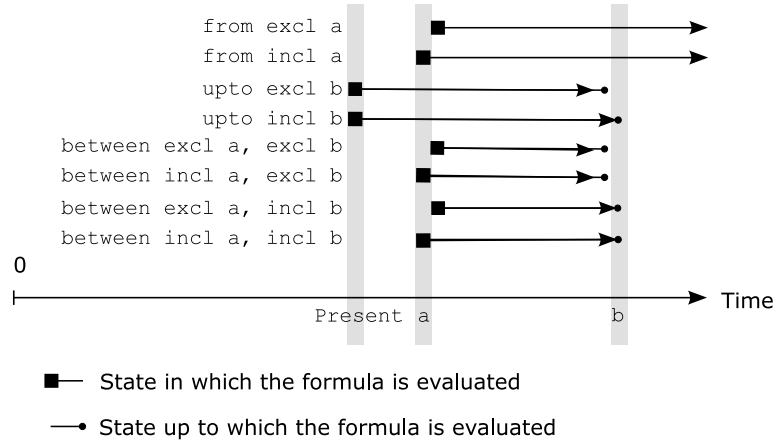 from excl a
from incl a
upto excl b
upto incl b
between excl a, excl b
between incl a, excl b
between excl a, incl b
between incl a, incl b
0
Time
Present a b
State in which the formula is evaluated
State up to which the formula is evaluated